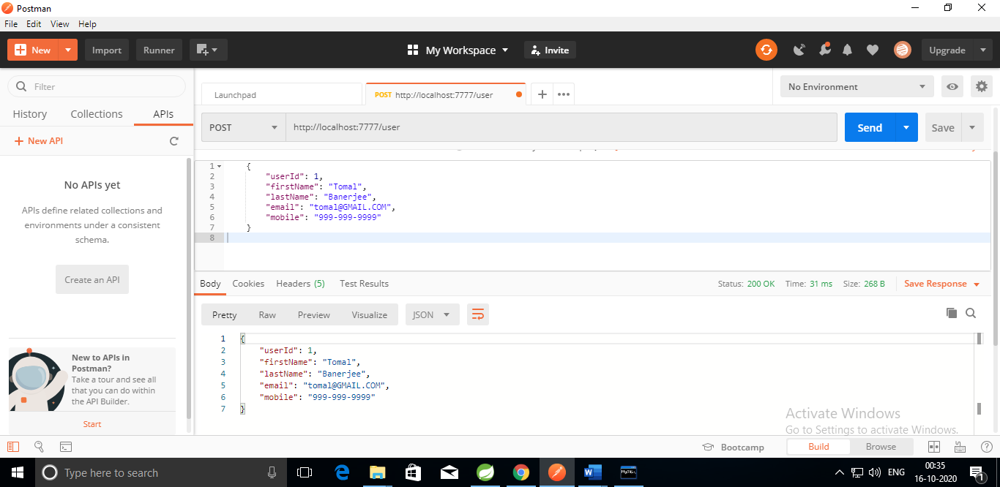 Postman
File Edit View Help
New Import Runner My Workspace Invite Upgrade
Filter
History Collections APIs
New API
No APIs yet
APIs define related collections and
environments under a consistent
schema.
Create an API
New to APIs in
Postman?
Take a tour and see all
that you can do within
the API Builder.
Start
Launchpad POST http://localhost:7777/user No Environment
POST http://localhost:7777/user Send Save
1 {
2 "userId": 1,
3 "firstName": "Tomal",
4 "lastName": "Banerjee",
5 "email": "tomal@GMAIL.COM",
6 "mobile": "999-999-9999"
7 }
8
Body Cookies Headers (5) Test Results Status: 200 OK Time: 31 ms Size: 268 B Save Response
Pretty Raw Preview Visualize JSON
1 {
2 "userId": 1,
3 "firstName": "Tomal",
4 "lastName": "Banerjee",
5 "email": "tomal@GMAIL.COM",
6 "mobile": "999-999-9999"
7 }
Activate Windows
Go to Settings to activate Windows.
Bootcamp Build Browse
Type here to search MySQL ENG 00:35
16-10-2020 1